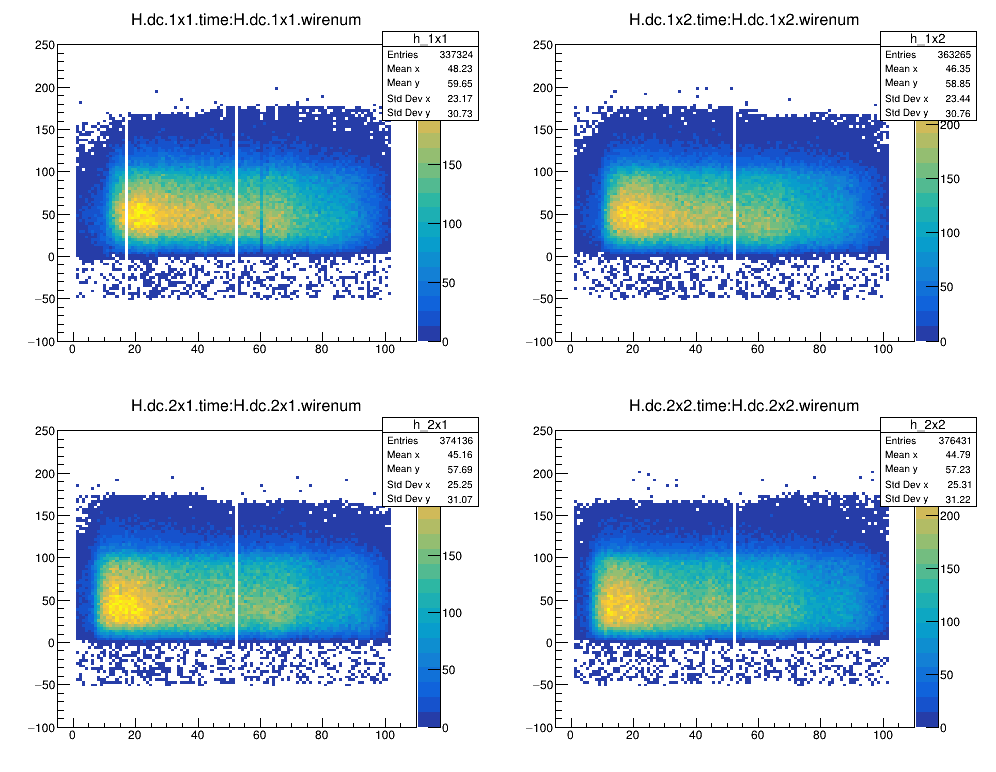 H.dc.1x1.time:H.dc.1x1.wirenum
h_1x1
Entries 337324
Mean x 48.23
Mean y 59.65
Std Dev x 23.17
Std Dev y 30.73
250
200
150
100
50
0
−50
−100
0 20 40 60 80 100
150
100
50
0
H.dc.1x2.time:H.dc.1x2.wirenum
h_1x2
Entries 363265
Mean x 46.35
Mean y 58.85
Std Dev x 23.44
Std Dev y 30.76
250
200
150
100
50
0
−50
−100
0 20 40 60 80 100
200
150
100
50
0
H.dc.2x1.time:H.dc.2x1.wirenum
h_2x1
Entries 374136
Mean x 45.16
Mean y 57.69
Std Dev x 25.25
Std Dev y 31.07
250
200
150
100
50
0
−50
−100
0 20 40 60 80 100
150
100
50
0
H.dc.2x2.time:H.dc.2x2.wirenum
h_2x2
Entries 376431
Mean x 44.79
Mean y 57.23
Std Dev x 25.31
Std Dev y 31.22
250
200
150
100
50
0
−50
−100
0 20 40 60 80 100
200
150
100
50
0